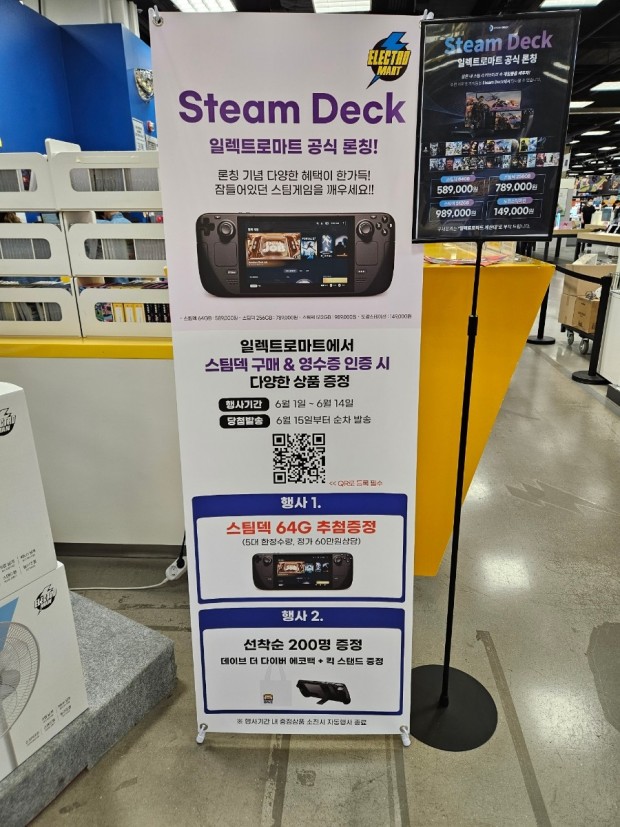 ELECTRO
MART
Steam Deck
일렉트로마트 공식 론칭!
론칭 기념 다양한 혜택이 한가득!
잠들어있던 스팀게임을 깨우세요!!
일렉트로마트에서
스팀덱 구매 & 영수증 인증 시
다양한 상품 증정
행사기간 6월 1일 ~ 6월 14일
당첨발송 6월 15일부터 순차 발송
<< QR로 등록 필수
행사 1.
스팀덱 64G 추첨증정
(5대 한정수량, 정가 60만원상당)
행사 2.
선착순 200명 증정
데이브 더 다이버 에코백 + 킥 스탠드 증정
※ 행사기간 내 증정상품 소진시 자동행사 종료
Steam Deck
일렉트로마트 공식 론칭
589,000원
789,000원
989,000원
149,000원